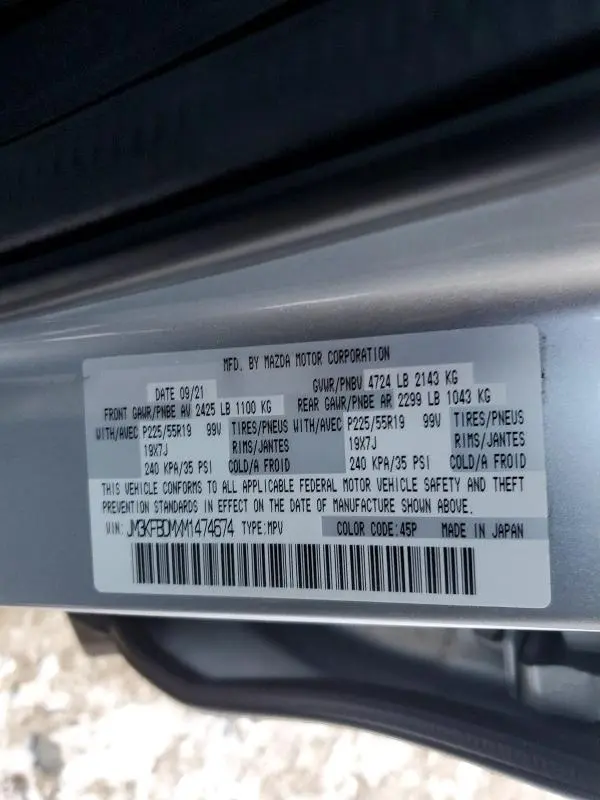 MFD. BY MAZDA MOTOR CORPORATION
DATE 09/21 GVWR/PNBV 4724 LB 2143 KG
FRONT GAWR/PNBE AV 2425 LB 1100 KG REAR GAWR/PNBE AR 2299 LB 1043 KG
WITH/AVEC P225/55R19 99V TIRES/PNEUS WITH/AVEC P225/55R19 99V TIRES/PNEUS
19X7J RIMS/JANTES 19X7J RIMS/JANTES
240 KPA/35 PSI COLD/A FROID 240 KPA/35 PSI COLD/A FROID
THIS VEHICLE CONFORMS TO ALL APPLICABLE FEDERAL MOTOR VEHICLE SAFETY AND THEFT
PREVENTION STANDARDS IN EFFECT ON THE DATE OF MANUFACTURE SHOWN ABOVE.
VIN: JM3KFBDMXM1474674 TYPE:MPV COLOR CODE:45P MADE IN JAPAN